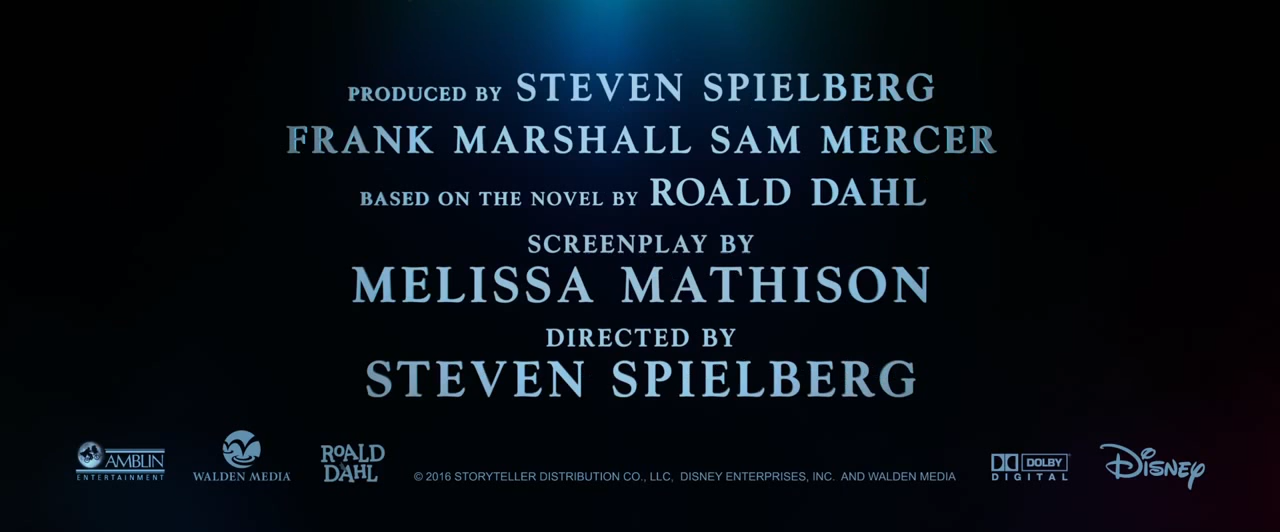 PRODUCED BY STEVEN SPIELBERG
FRANK MARSHALL SAM MERCER
BASED ON THE NOVEL BY ROALD DAHL
SCREENPLAY BY
MELISSA MATHISON
DIRECTED BY
STEVEN SPIELBERG
AMBLIN
ENTERTAINMENT
WALDEN MEDIA
ROALD
DAHL
© 2016 STORYTELLER DISTRIBUTION CO., LLC, DISNEY ENTERPRISES, INC. AND WALDEN MEDIA
DOLBY
DIGITAL
Disney